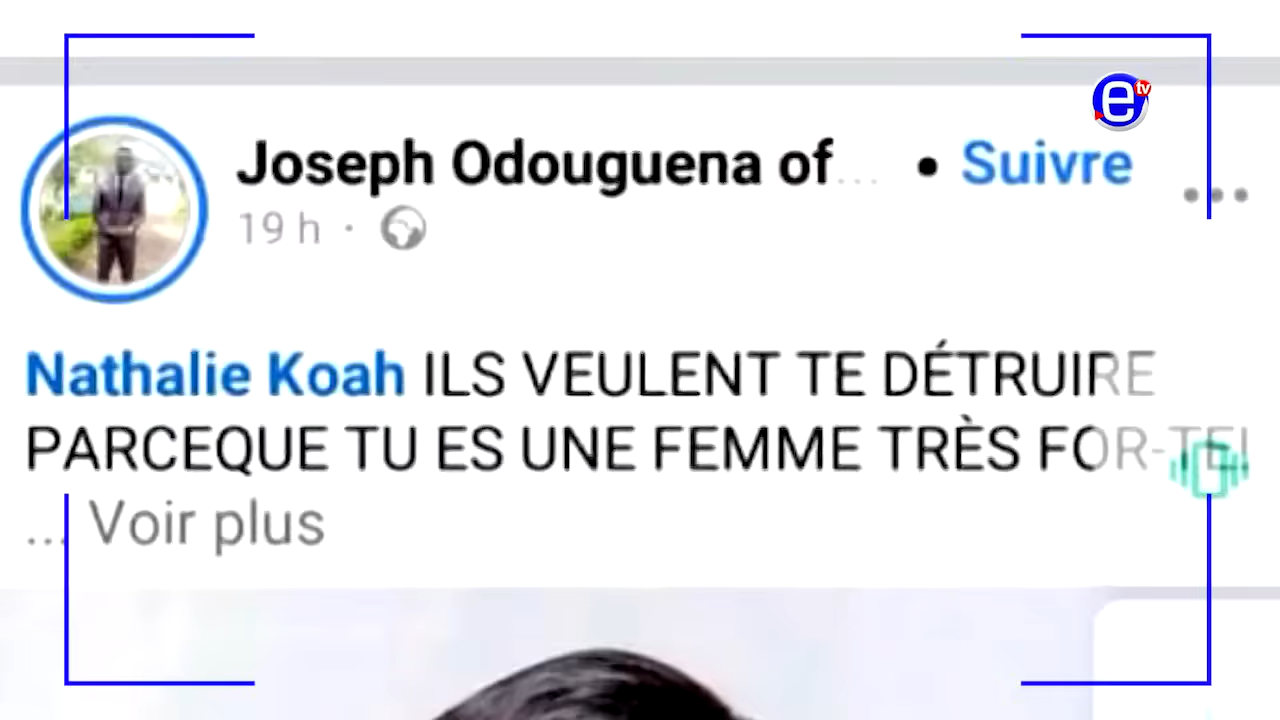 e tv
Joseph Odouguena of... • Suivre
19 h ·
Nathalie Koah ILS VEULENT TE DÉTRUIRE
PARCEQUE TU ES UNE FEMME TRÈS FOR-TE!
... Voir plus